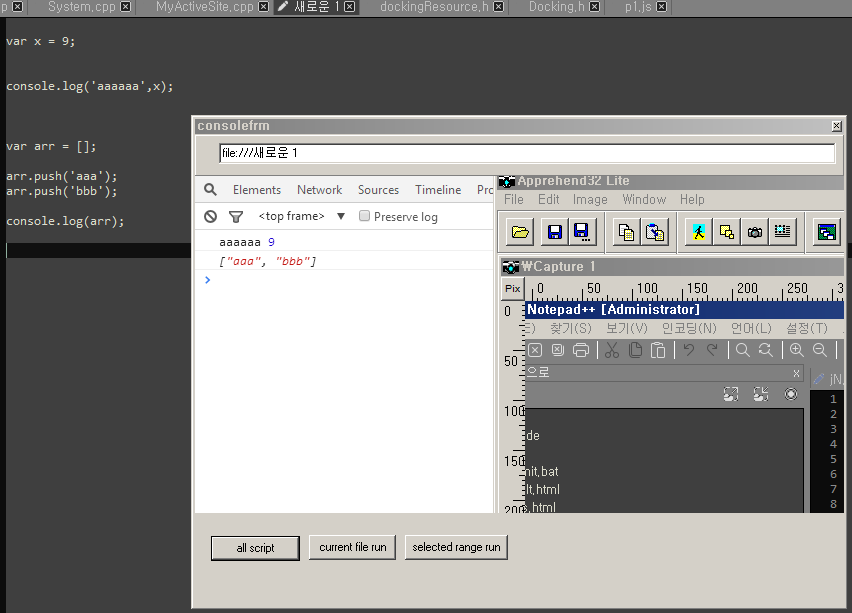 System.cpp MyActiveSite.cpp 새로운 1 dockingResource.h Docking.h p1.js
var x = 9;
console.log('aaaaaa',x);
var arr = [];
arr.push('aaa');
arr.push('bbb');
console.log(arr);
consolefrm
file:///새로운 1
Elements Network Sources Timeline
<top frame> ▼ Preserve log
aaaaaa 9
["aaa", "bbb"]
>
Apprehend32 Lite
File Edit Image Window Help
₩Capture 1
Pix 0 50 100 150 200 250
Notepad++ [Administrator]
찾기(S) 보기(V) 인코딩(N) 언어(L) 설정(T)
0
50
100
150
200
으로
1
2
3
4
5
6
7
8
de
.bat
.html
.html
all script current file run selected range run